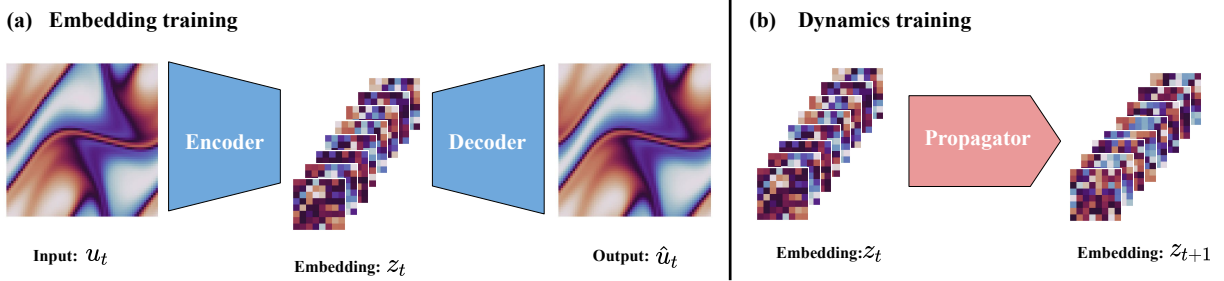 (a) Embedding training
Encoder
Decoder
Input: u_t
Embedding: z_t
Output: û_t
(b) Dynamics training
Propagator
Embedding:z_t
Embedding: z_{t+1}